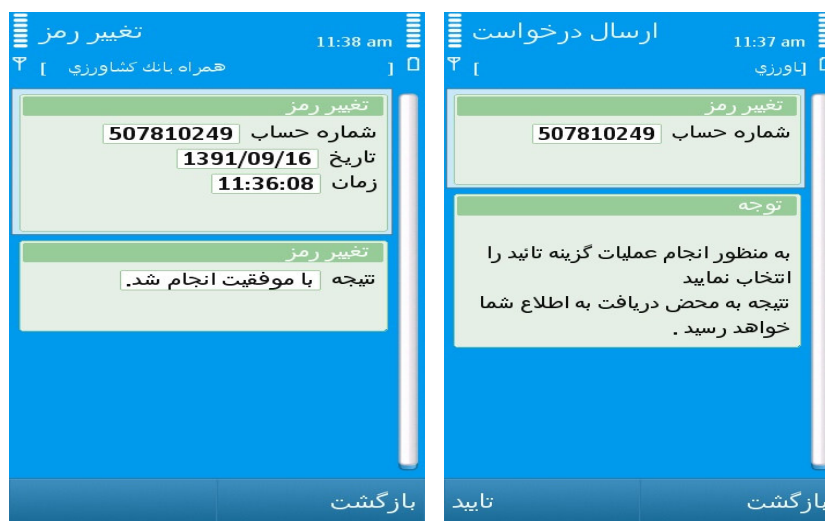 ارسال درخواست
11:37 am
[ ياورزي ]
تغيير رمز
شماره حساب 507810249
توجه
به منظور انجام عمليات گزينه تائيد را
انتخاب نماييد
نتيجه به محض دريافت به اطلاع شما
خواهد رسيد .
بازگشت
تاييد
تغيير رمز
11:38 am
[ همراه بانك كشاورزي ]
تغيير رمز
شماره حساب 507810249
تاريخ 1391/09/16
زمان 11:36:08
تغيير رمز
نتيجه با موفقيت انجام شد.
بازگشت